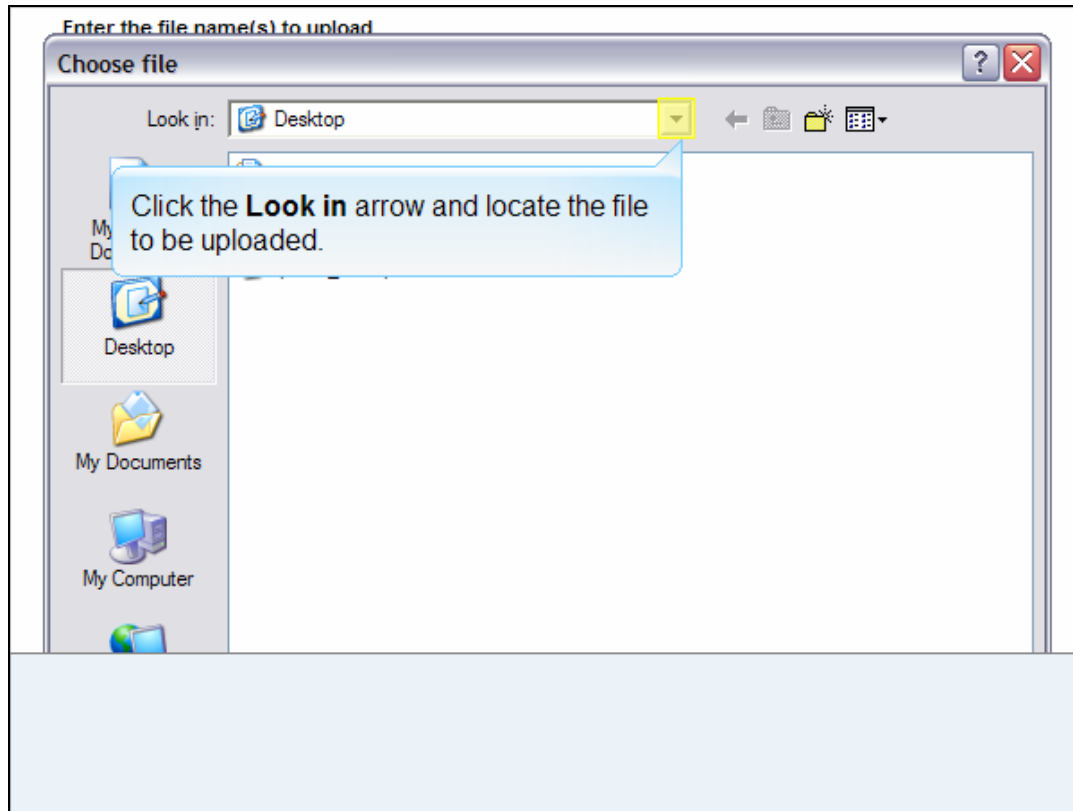 Enter the file name(s) to upload
Choose file
Look in:
Desktop
Click the Look in arrow and locate the file
to be uploaded.
Desktop
My Documents
My Computer